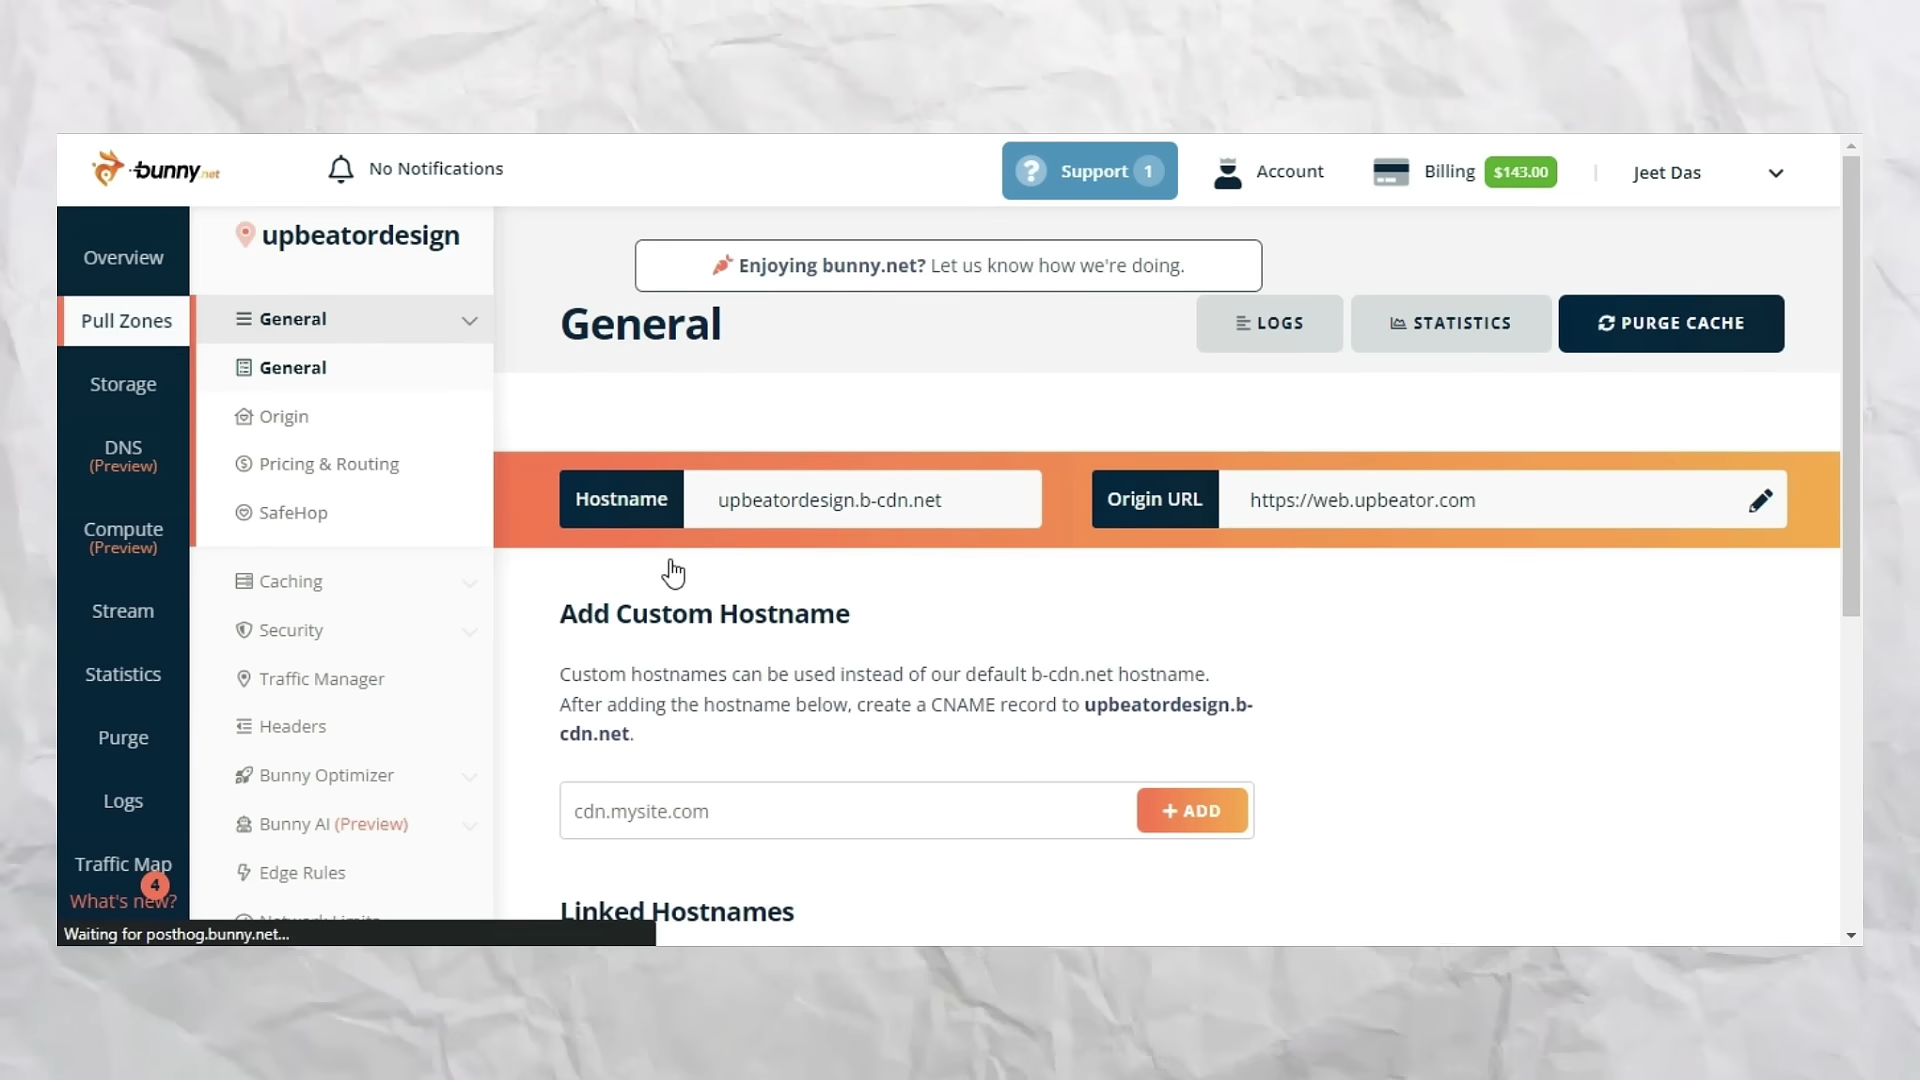 bunny.net
No Notifications
? Support 1
Account
Billing $143.00
Jeet Das
Overview
Pull Zones
Storage
DNS
(Preview)
Compute
(Preview)
Stream
Statistics
Purge
Logs
Traffic Map
4
What's new?
upbeatordesign
General
General
Origin
Pricing & Routing
SafeHop
Caching
Security
Traffic Manager
Headers
Bunny Optimizer
Bunny AI (Preview)
Edge Rules
Network Limits
Enjoying bunny.net? Let us know how we're doing.
General
LOGS
STATISTICS
PURGE CACHE
Hostname upbeatordesign.b-cdn.net
Origin URL https://web.upbeator.com
Add Custom Hostname
Custom hostnames can be used instead of our default b-cdn.net hostname.
After adding the hostname below, create a CNAME record to upbeatordesign.b-
cdn.net.
cdn.mysite.com
+ ADD
Linked Hostnames
Waiting for posthog.bunny.net...